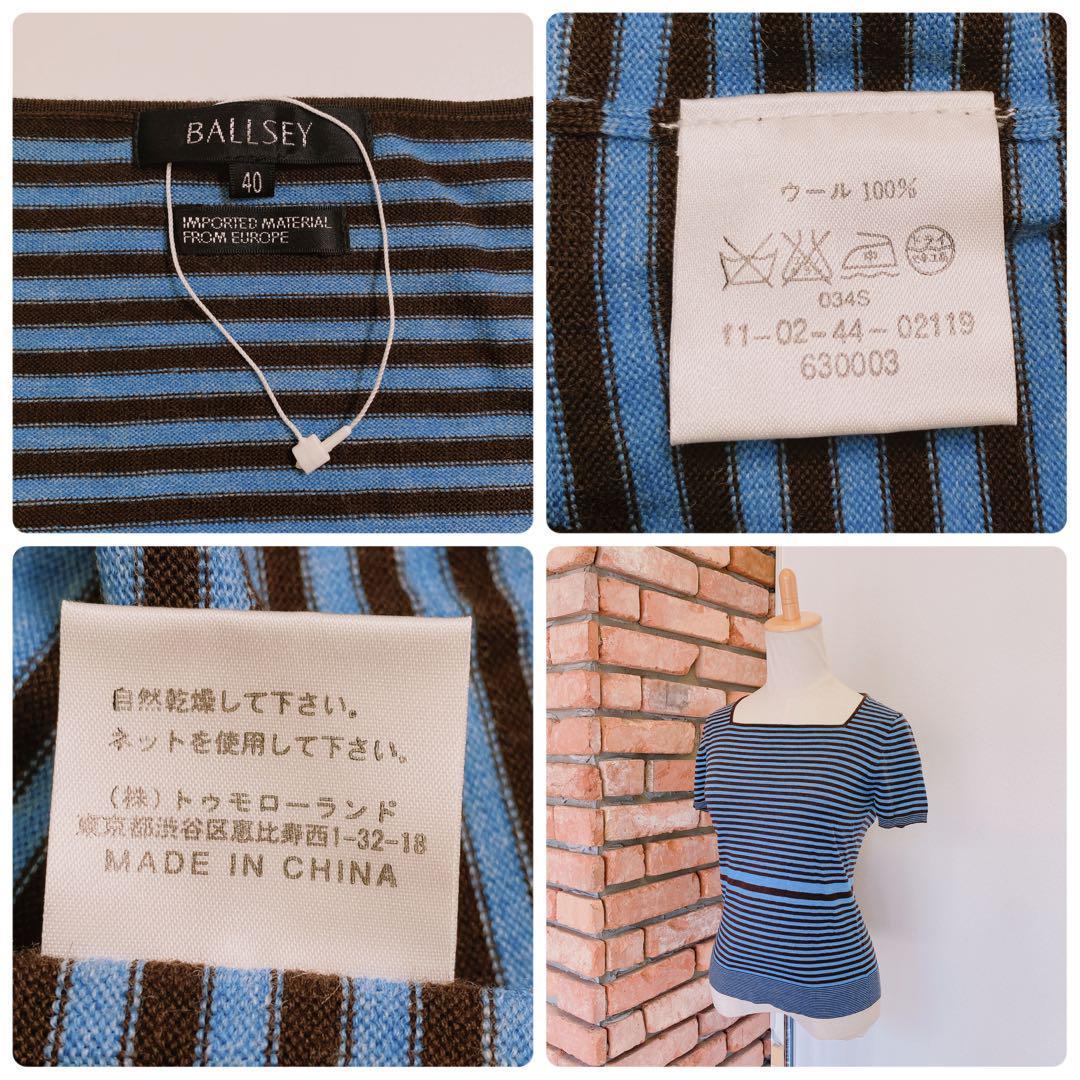 BALLSEY
40
IMPORTED MATERIAL
FROM EUROPE
ウール 100%
中
ドライ
034S
11-02-44-02119
630003
自然乾燥して下さい。
ネットを使用して下さい。
(株)トゥモローランド
東京都渋谷区恵比寿西1-32-18
MADE IN CHINA